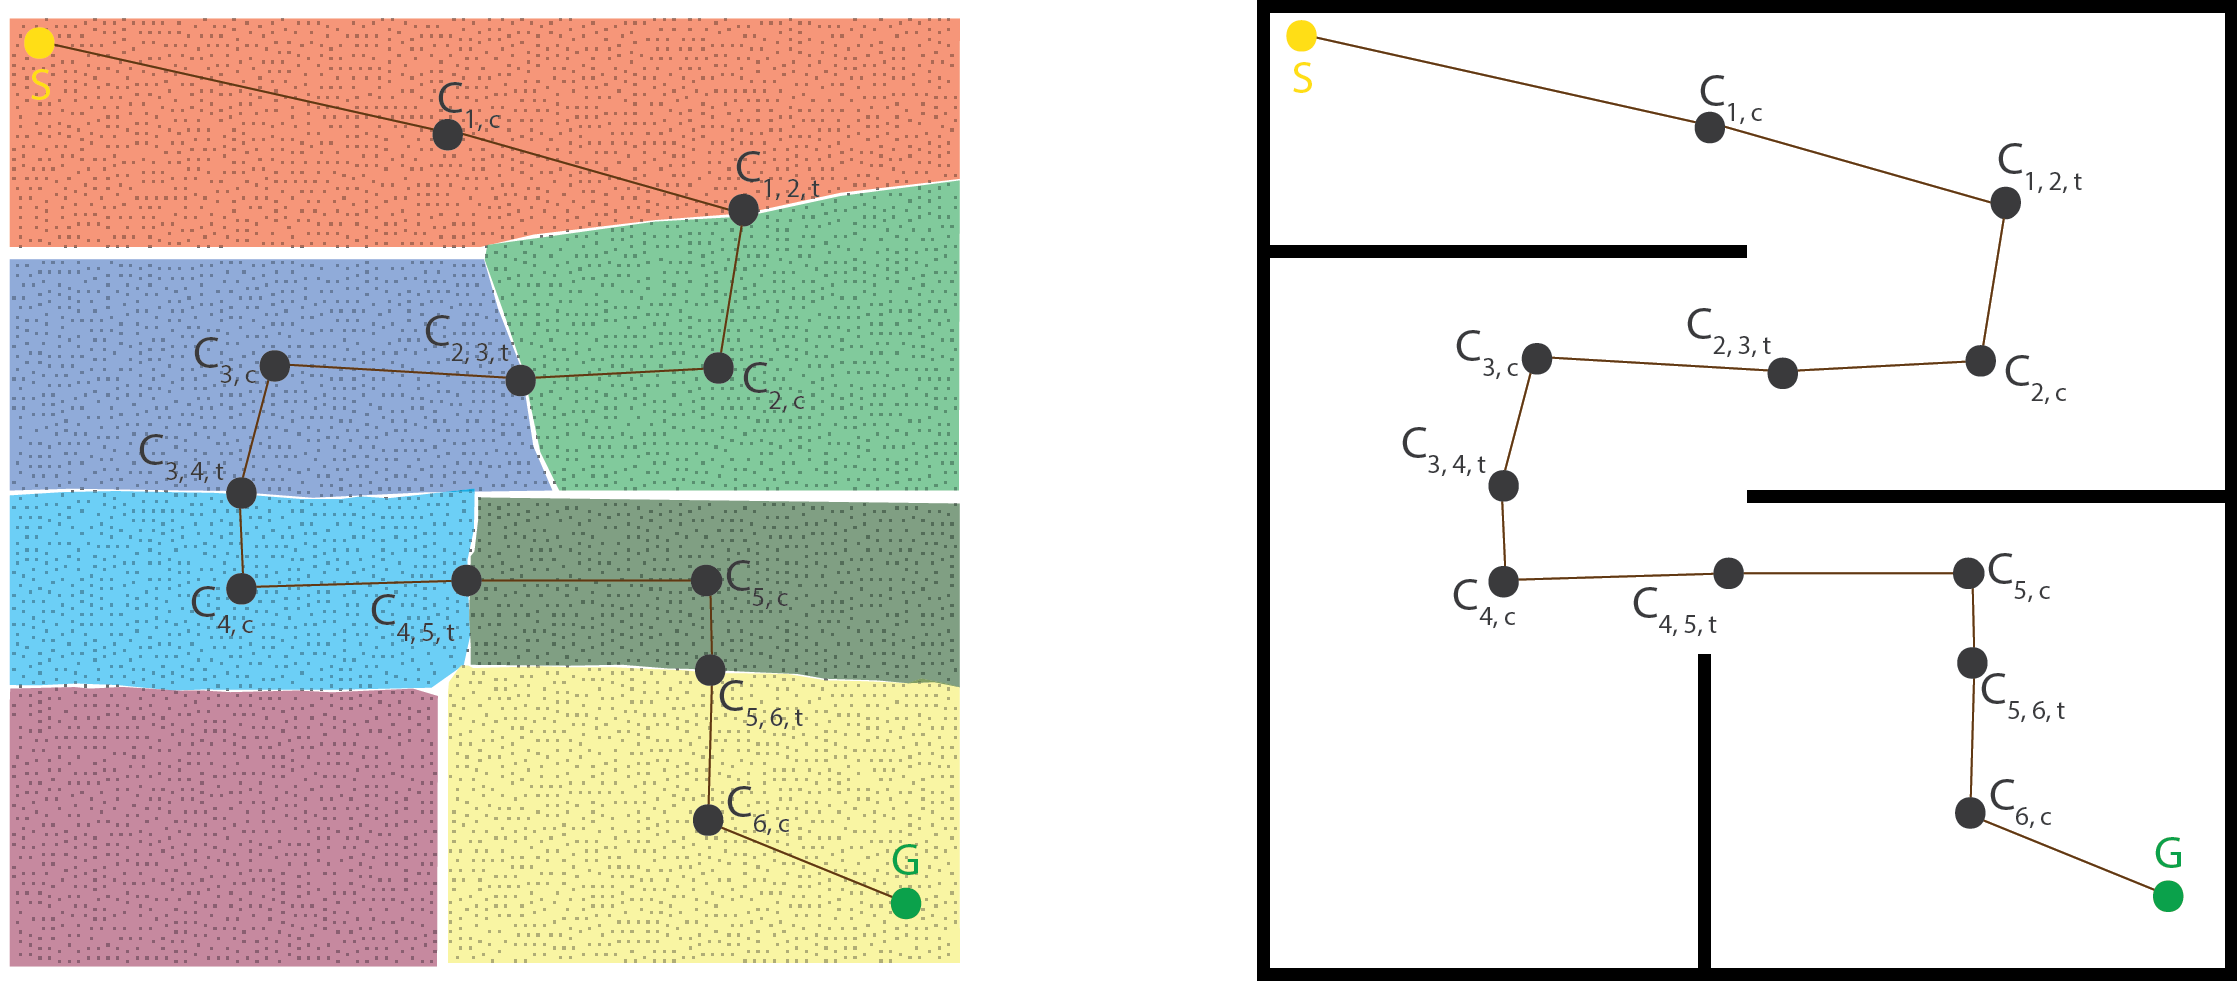 S
C1, c
C1, 2, t
C2, 3, t
C3, c
C2, c
C3, 4, t
C4, c
C4, 5, t
C5, c
C5, 6, t
C6, c
G
S
C1, c
C1, 2, t
C2, 3, t
C3, c
C2, c
C3, 4, t
C4, c
C4, 5, t
C5, c
C5, 6, t
C6, c
G